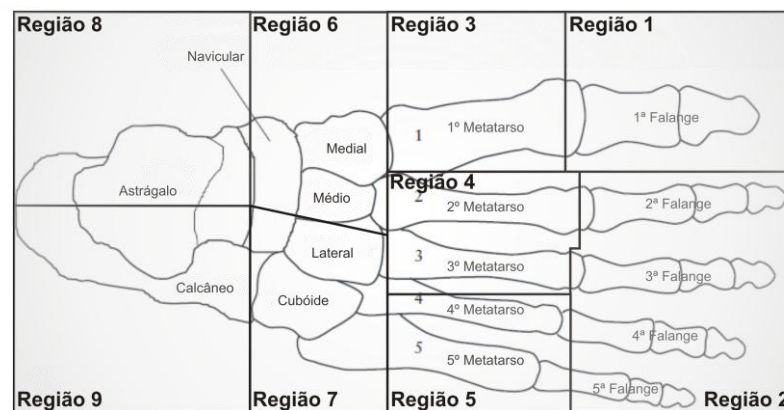 Região 8
Região 6
Região 3
Região 1
Navicular
1
1º Metatarso
1ª Falange
Medial
Região 4
Astrágalo
Médio
2
2º Metatarso
2ª Falange
Lateral
3
3º Metatarso
3ª Falange
Calcâneo
Cubóide
4
4º Metatarso
4ª Falange
5
5º Metatarso
5ª Falange
Região 9
Região 7
Região 5
Região 2